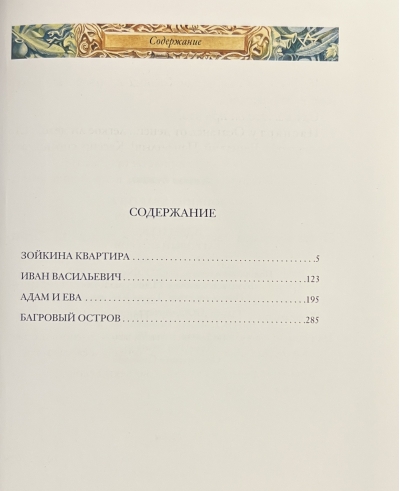 Содержание
СОДЕРЖАНИЕ
ЗОЙКИНА КВАРТИРА . . . . . . . . . . . . . . . . . . . . . . . . . . . . . . . 5
ИВАН ВАСИЛЬЕВИЧ . . . . . . . . . . . . . . . . . . . . . . . . . . . . . . 123
АДАМ И ЕВА . . . . . . . . . . . . . . . . . . . . . . . . . . . . . . . . . . . . 195
БАГРОВЫЙ ОСТРОВ . . . . . . . . . . . . . . . . . . . . . . . . . . . . . . 285